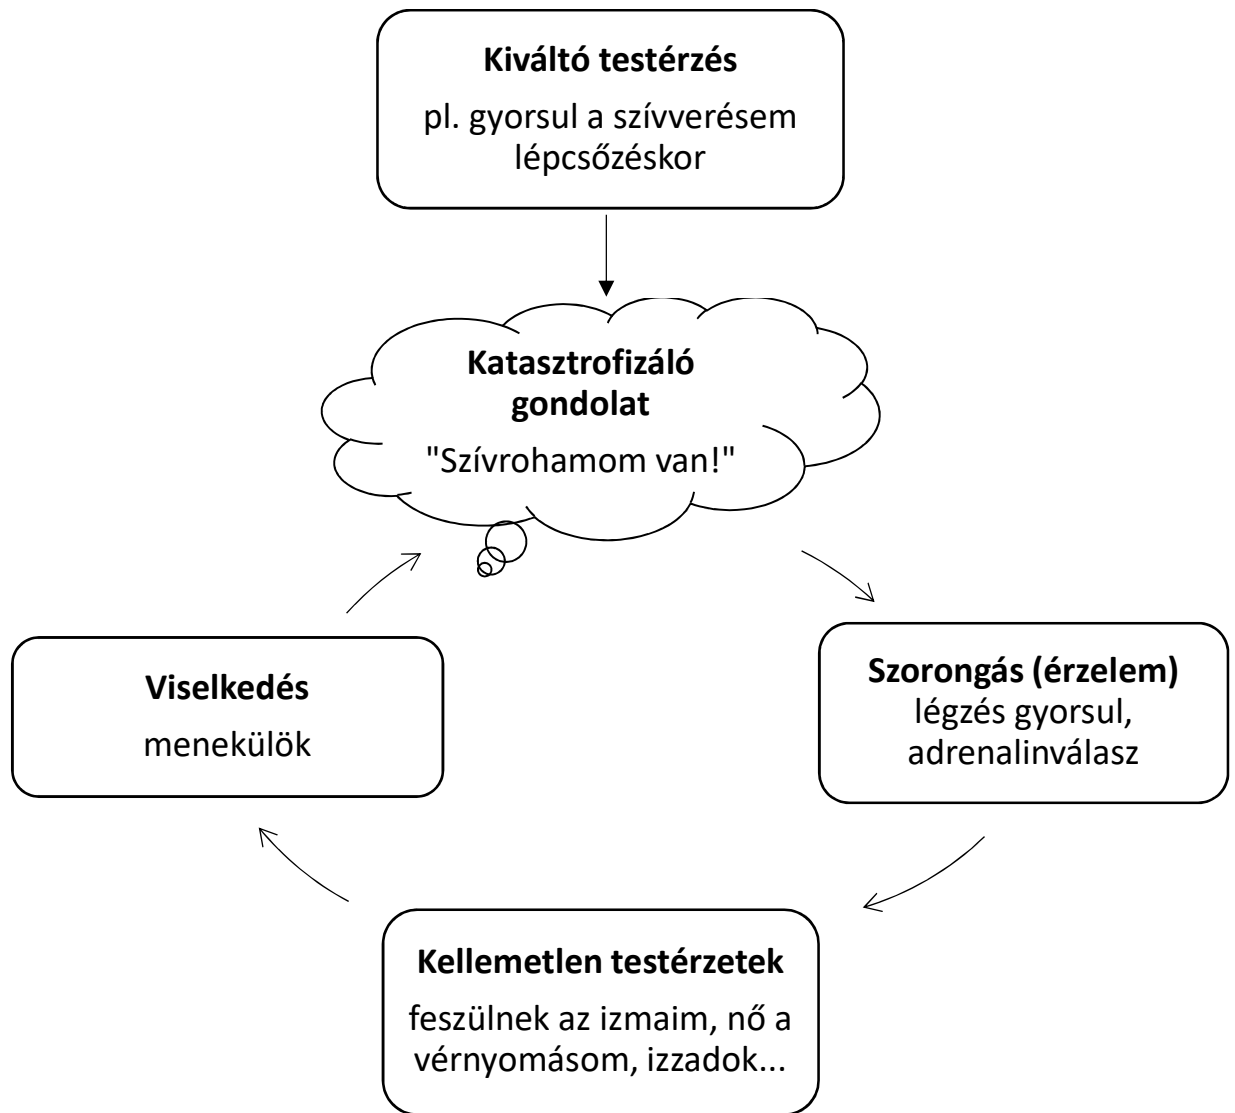 Kiváltó testérzés
pl. gyorsul a szívverésem
lépcsőzéskor
Katasztrofizáló
gondolat
"Szívrohamom van!"
Szorongás (érzelem)
légzés gyorsul,
adrenalinválasz
Kellemetlen testérzetek
feszülnek az izmaim, nő a
vérnyomásom, izzadok...
Viselkedés
menekülök